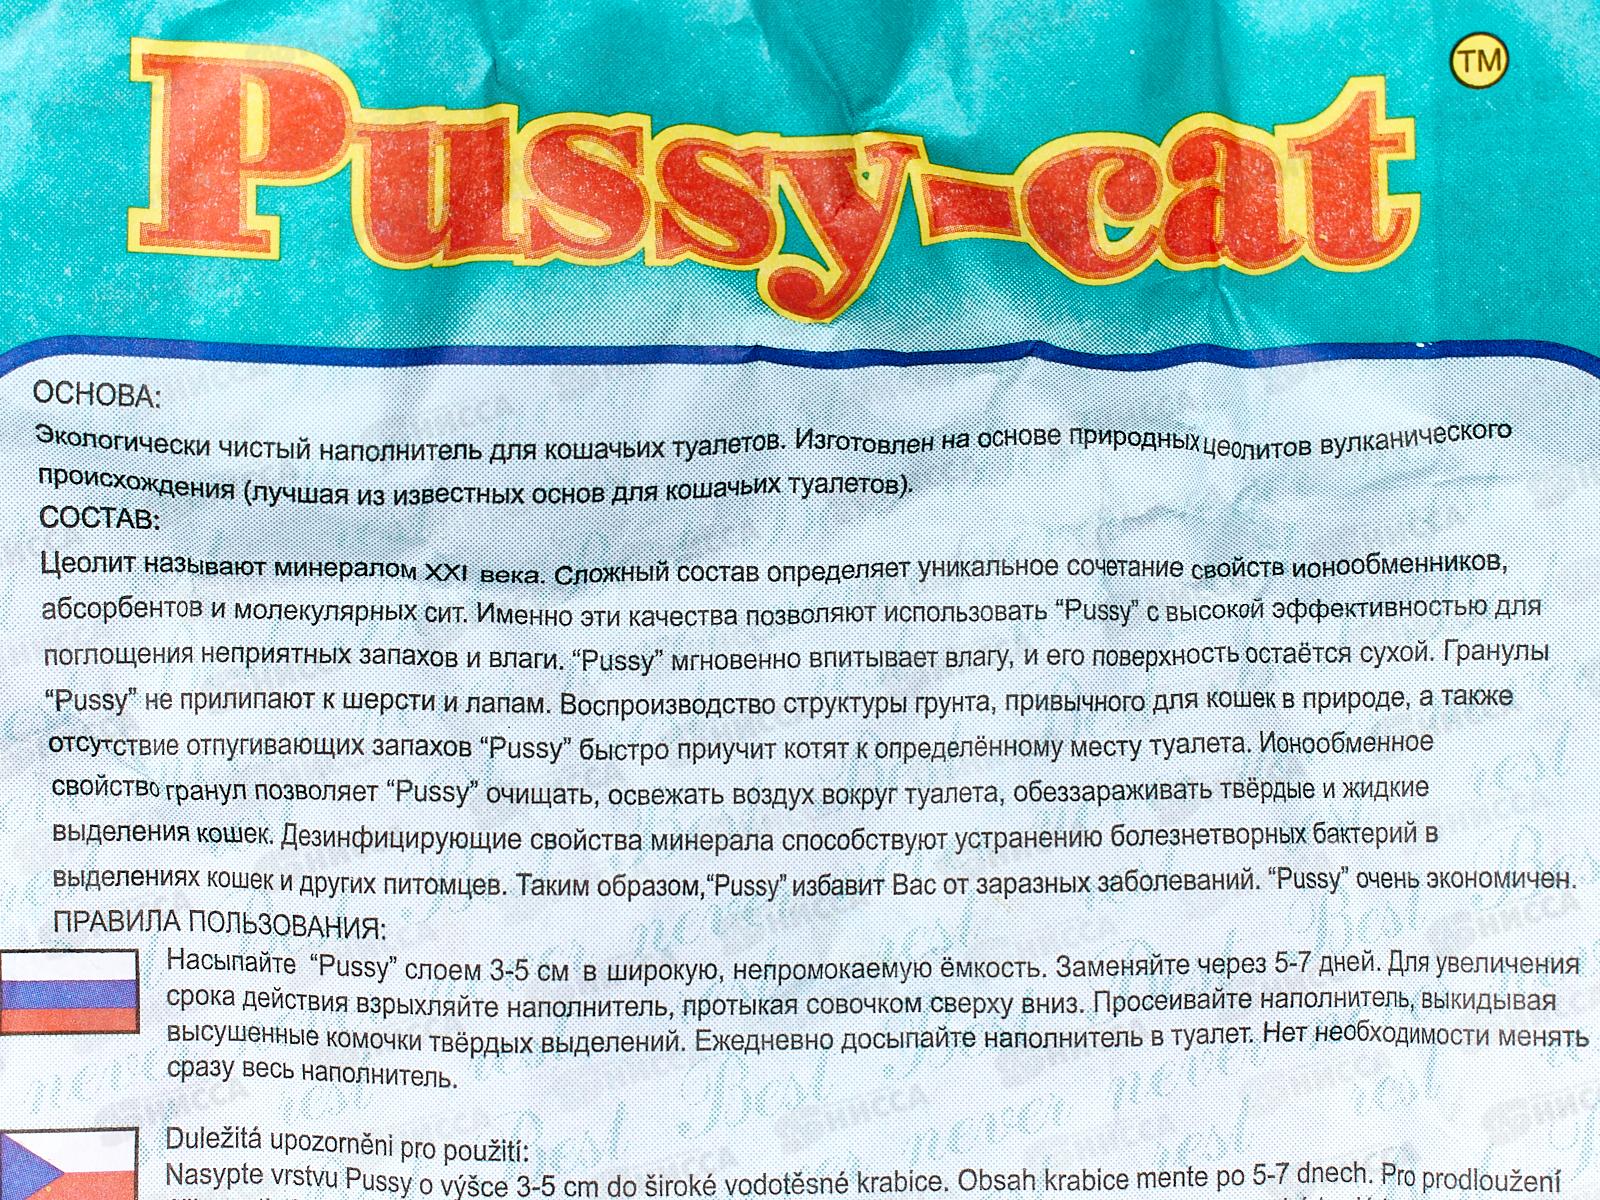 Pussy-cat
TM
ОСНОВА:
Экологически чистый наполнитель для кошачьих туалетов. Изготовлен на основе природных цеолитов вулканического
происхождения (лучшая из известных основ для кошачьих туалетов).
СОСТАВ:
Цеолит называют минералом XXI века. Сложный состав определяет уникальное сочетание свойств ионообменников,
абсорбентов и молекулярных сит. Именно эти качества позволяют использовать “Pussy” с высокой эффективностью для
поглощения неприятных запахов и влаги. “Pussy” мгновенно впитывает влагу, и его поверхность остаётся сухой. Гранулы
“Pussy” не прилипают к шерсти и лапам. Воспроизводство структуры грунта, привычного для кошек в природе, а также
отсутствие отпугивающих запахов “Pussy” быстро приучит котят к определённому месту туалета. Ионообменное
свойство гранул позволяет “Pussy” очищать, освежать воздух вокруг туалета, обеззараживать твёрдые и жидкие
выделения кошек. Дезинфицирующие свойства минерала способствуют устранению болезнетворных бактерий в
выделениях кошек и других питомцев. Таким образом,“Pussy” избавит Вас от заразных заболеваний. “Pussy” очень экономичен.
ПРАВИЛА ПОЛЬЗОВАНИЯ:
Насыпайте “Pussy” слоем 3-5 см в широкую, непромокаемую ёмкость. Заменяйте через 5-7 дней. Для увеличения
срока действия взрыхляйте наполнитель, протыкая совочком сверху вниз. Просеивайте наполнитель, выкидывая
высушенные комочки твёрдых выделений. Ежедневно досыпайте наполнитель в туалет. Нет необходимости менять
сразу весь наполнитель.
Duležitá upozorněni pro použití:
Nasypte vrstvu Pussy o výšce 3-5 cm do široké vodotěsné krabice. Obsah krabice mente po 5-7 dnech. Pro prodloužení